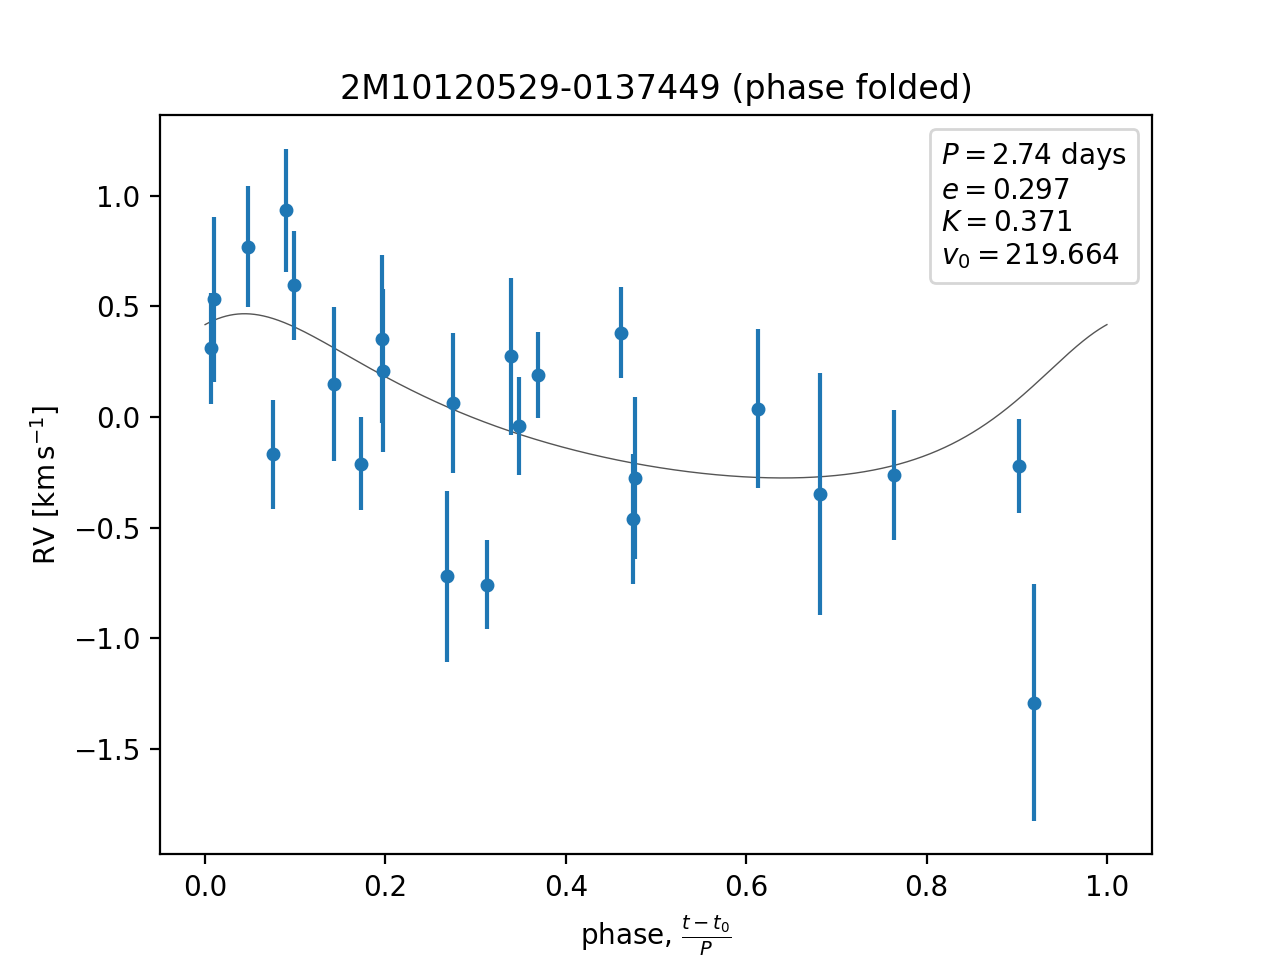 2M10120529-0137449 (phase folded)
P = 2.74 days
e = 0.297
K = 0.371
v₀ = 219.664
1.0
0.5
0.0
−0.5
−1.0
−1.5
RV [km s⁻¹]
0.0 0.2 0.4 0.6 0.8 1.0
phase, (t − t₀)/P